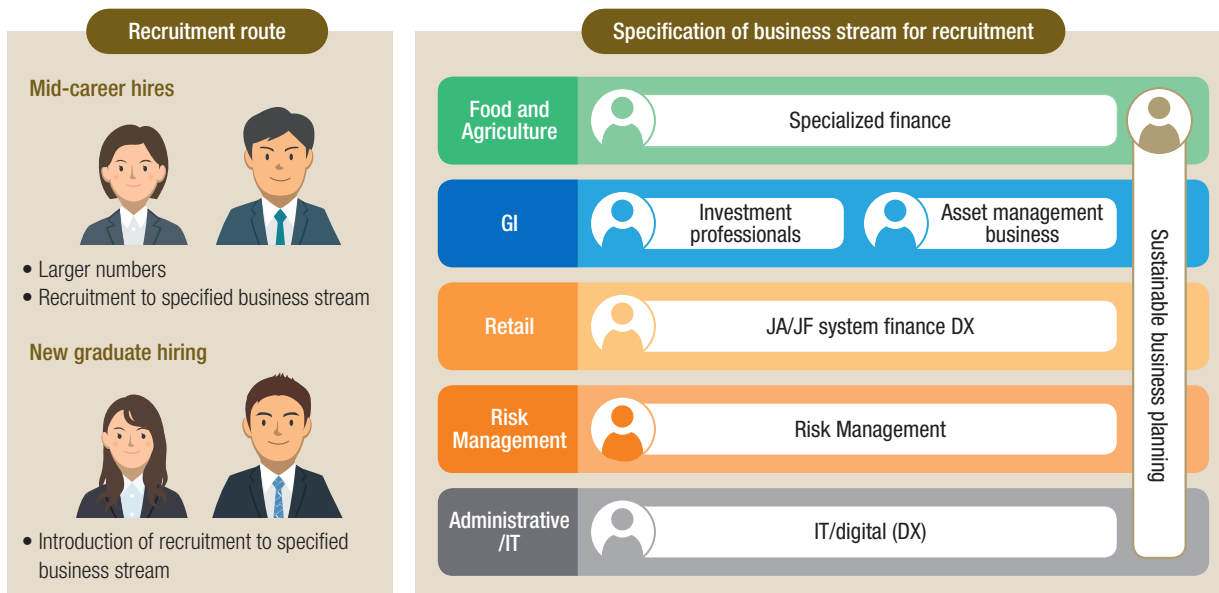 Recruitment route
Mid-career hires
• Larger numbers
• Recruitment to specified business stream
New graduate hiring
• Introduction of recruitment to specified
business stream
Specification of business stream for recruitment
Food and
Agriculture
Specialized finance
GI
Investment
professionals
Asset management
business
Retail
JA/JF system finance DX
Risk
Management
Risk Management
Administrative
/IT
IT/digital (DX)
Sustainable business planning